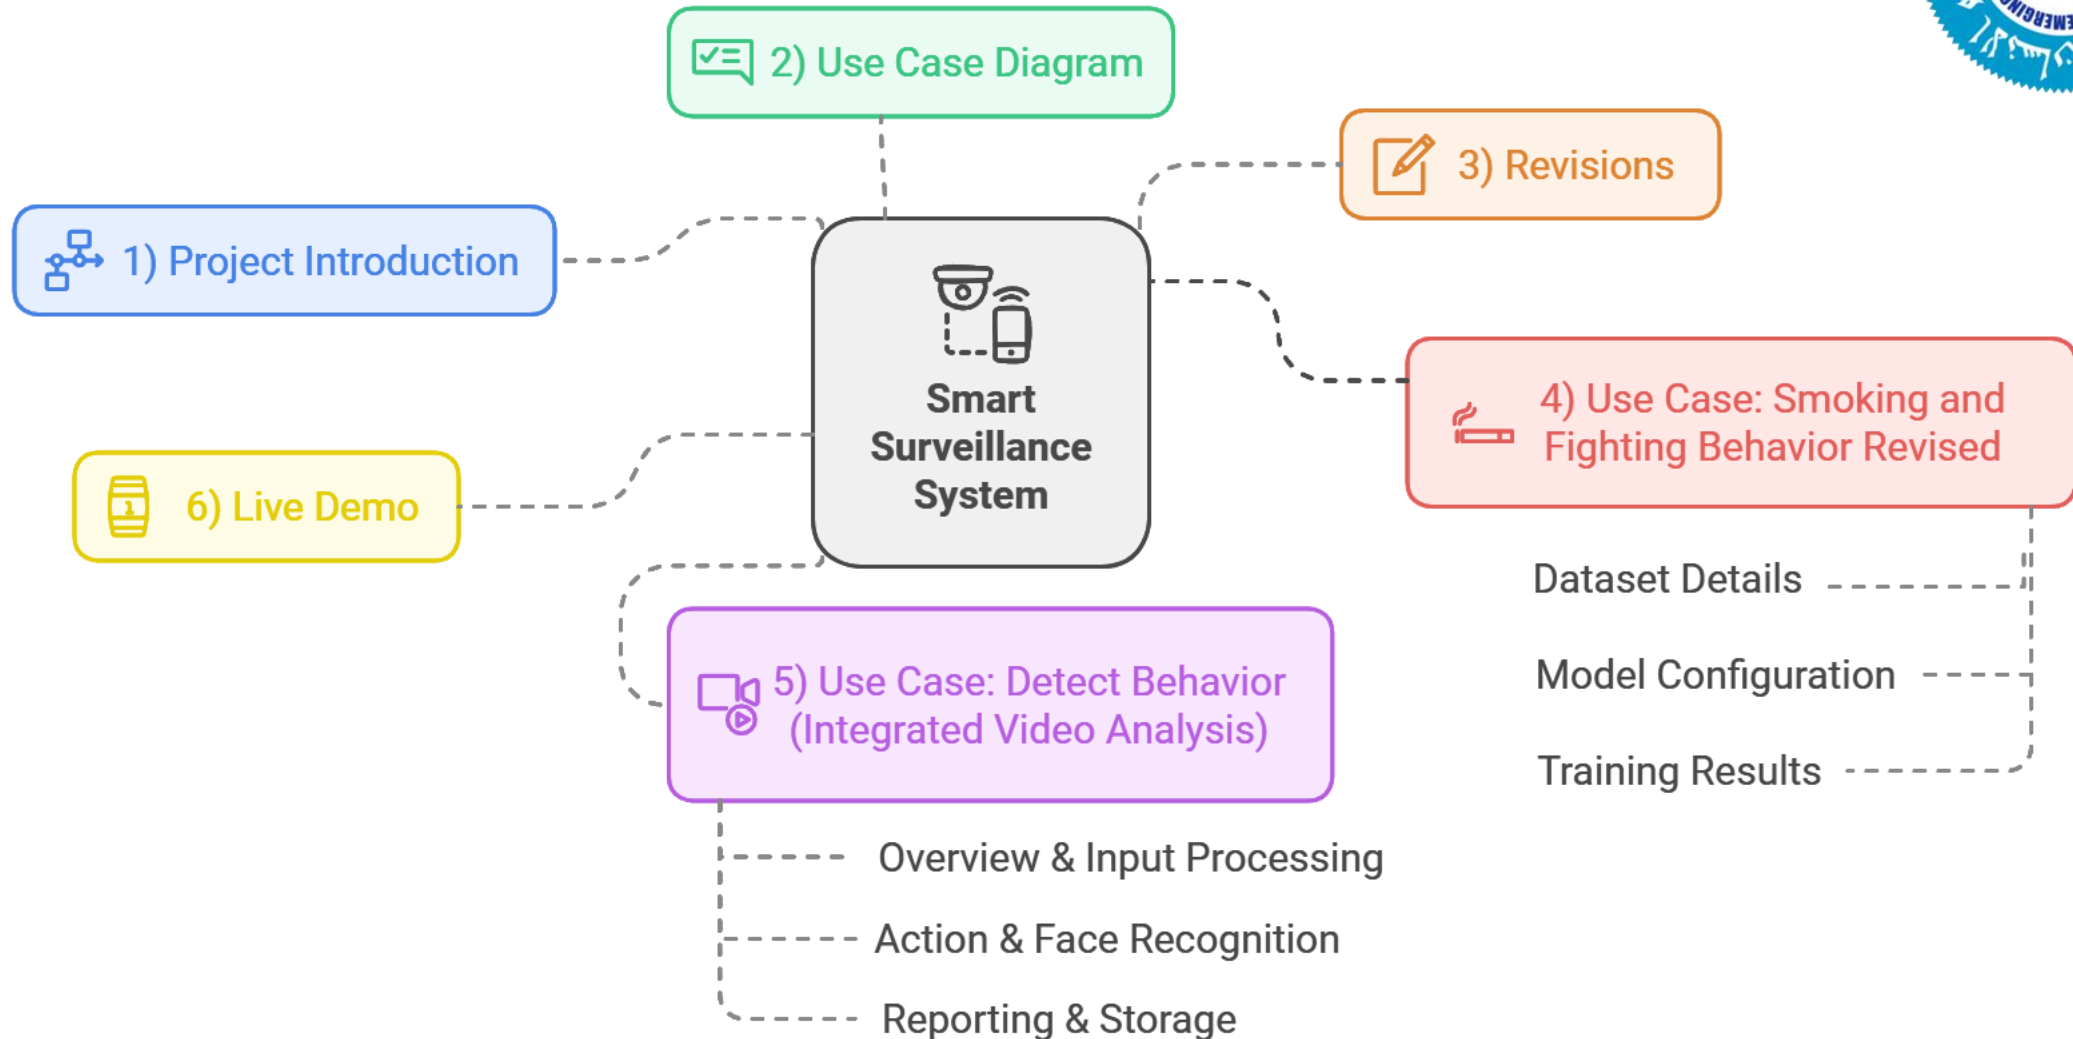 2) Use Case Diagram
3) Revisions
1) Project Introduction
Smart
Surveillance
System
4) Use Case: Smoking and
Fighting Behavior Revised
6) Live Demo
1
Dataset Details
5) Use Case: Detect Behavior
(Integrated Video Analysis)
Model Configuration
Training Results
Overview & Input Processing
Action & Face Recognition
Reporting & Storage